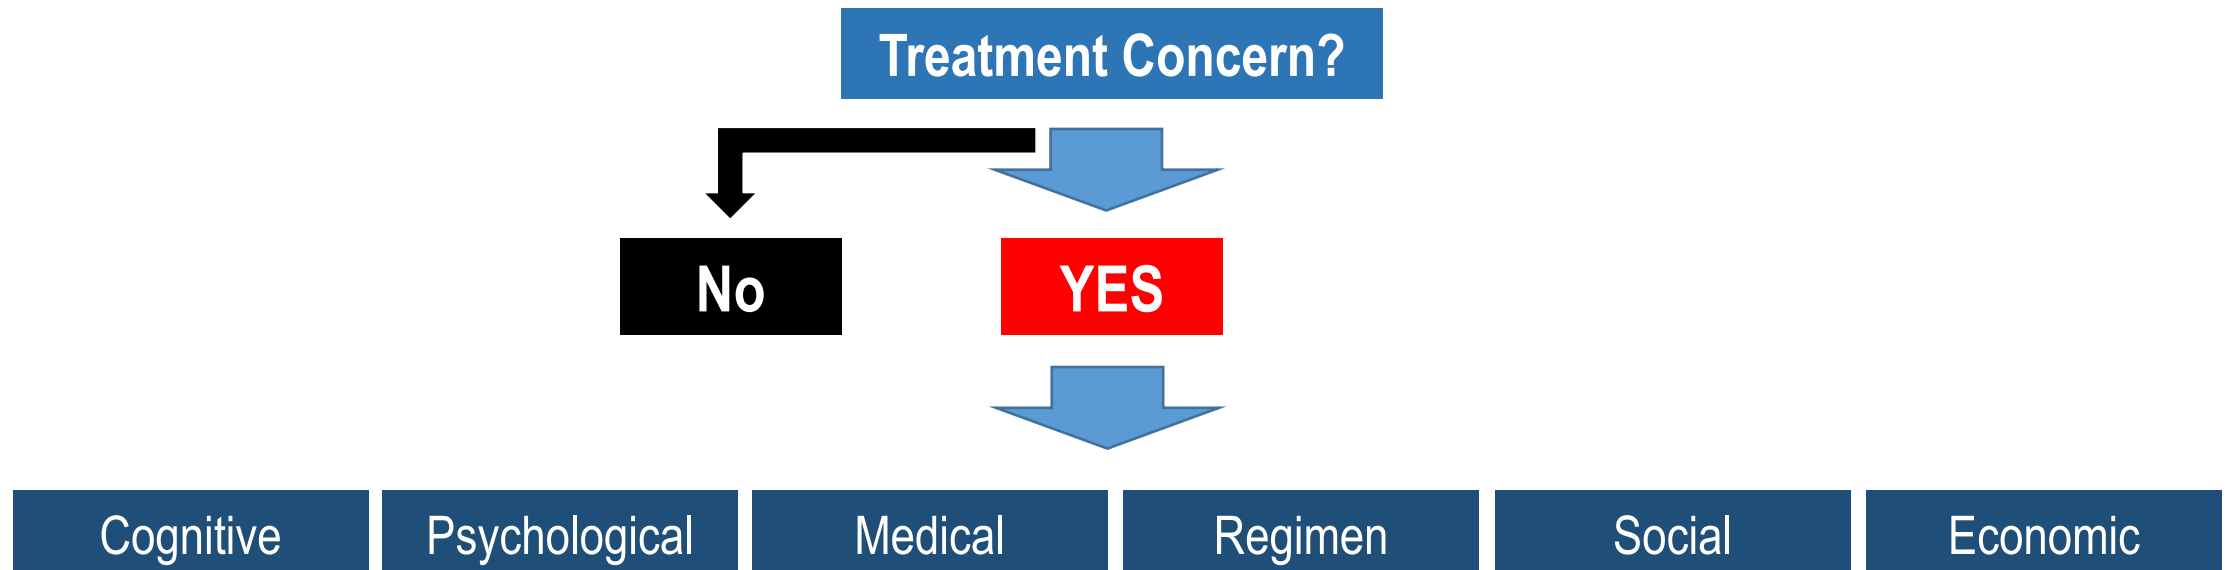 Treatment Concern?
No
YES
Cognitive
Psychological
Medical
Regimen
Social
Economic